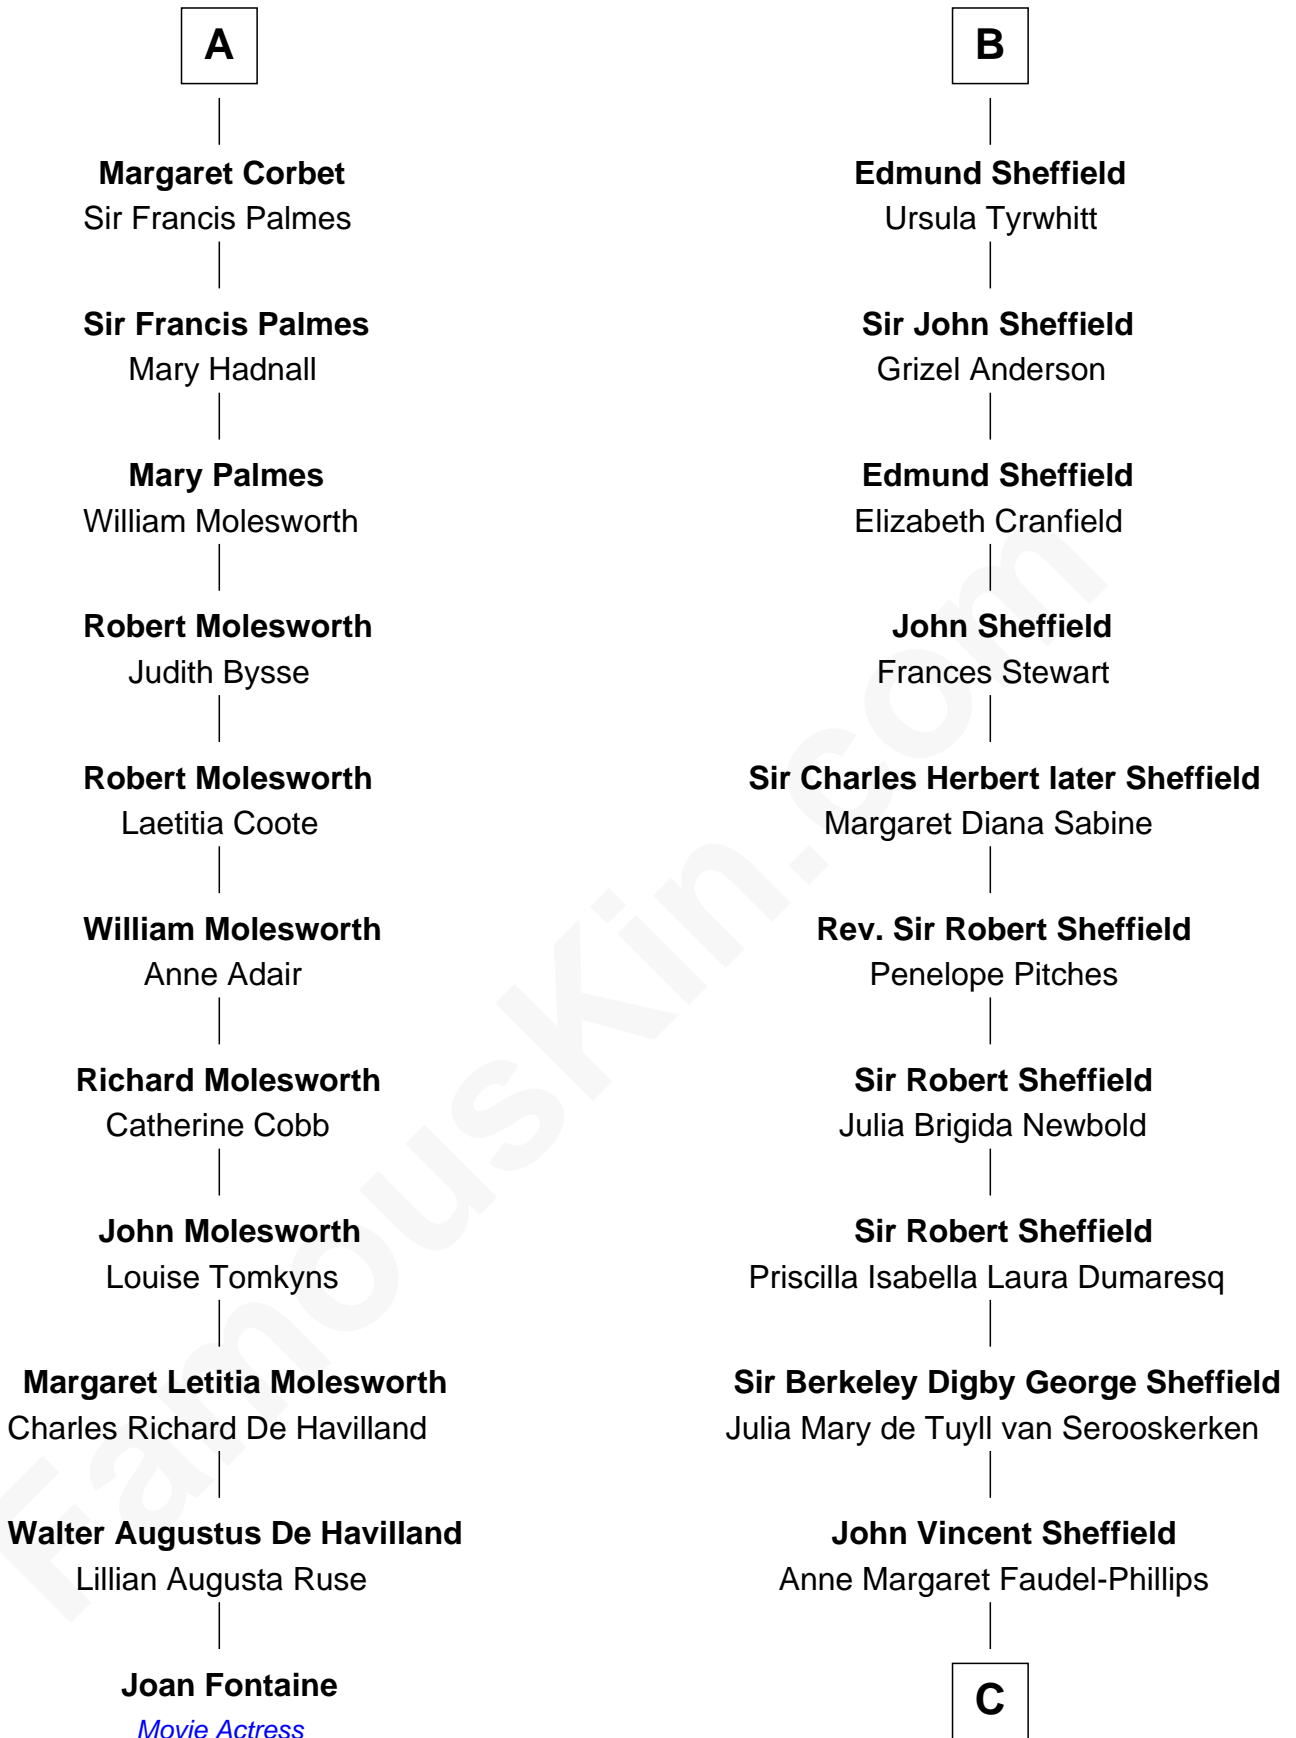 A
Margaret Corbet
Sir Francis Palmes
Sir Francis Palmes
Mary Hadnall
Mary Palmes
William Molesworth
Robert Molesworth
Judith Bysse
Robert Molesworth
Laetitia Coote
William Molesworth
Anne Adair
Richard Molesworth
Catherine Cobb
John Molesworth
Louise Tomkyns
Margaret Letitia Molesworth
Charles Richard De Havilland
Walter Augustus De Havilland
Lillian Augusta Ruse
Joan Fontaine
Movie Actress
B
Edmund Sheffield
Ursula Tyrwhitt
Sir John Sheffield
Grizel Anderson
Edmund Sheffield
Elizabeth Cranfield
John Sheffield
Frances Stewart
Sir Charles Herbert later Sheffield
Margaret Diana Sabine
Rev. Sir Robert Sheffield
Penelope Pitches
Sir Robert Sheffield
Julia Brigida Newbold
Sir Robert Sheffield
Priscilla Isabella Laura Dumaresq
Sir Berkeley Digby George Sheffield
Julia Mary de Tuyll van Serooskerken
John Vincent Sheffield
Anne Margaret Faudel-Phillips
C
FamousKin.com